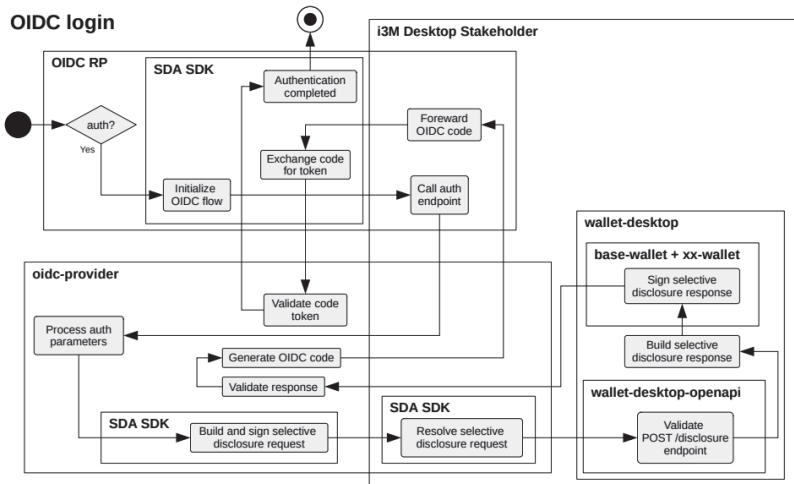 OIDC login
i3M Desktop Stakeholder
OIDC RP
SDA SDK
Authentication
completed
auth?
Yes
Foreward
OIDC code
Exchange code
for token
Initialize
OIDC flow
Call auth
endpoint
wallet-desktop
base-wallet + xx-wallet
Sign selective
disclosure response
oidc-provider
Validate code
token
Process auth
parameters
Generate OIDC code
Build selective
disclosure response
Validate response
wallet-desktop-openapi
SDA SDK
Build and sign selective
disclosure request
SDA SDK
Resolve selective
disclosure request
Validate
POST /disclosure
endpoint